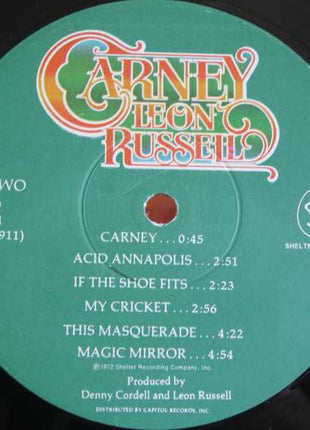 CARNEY
LEON
RUSSELL
WO
911)
SHELT
CARNEY...0:45
ACID ANNAPOLIS...2:51
IF THE SHOE FITS...2:23
MY CRICKET...2:56
THIS MASQUERADE...4:22
MAGIC MIRROR...4:54
℗1972 Shelter Recording Company, Inc.
Produced by
Denny Cordell and Leon Russell
DISTRIBUTED BY CAPITOL RECORDS, INC.